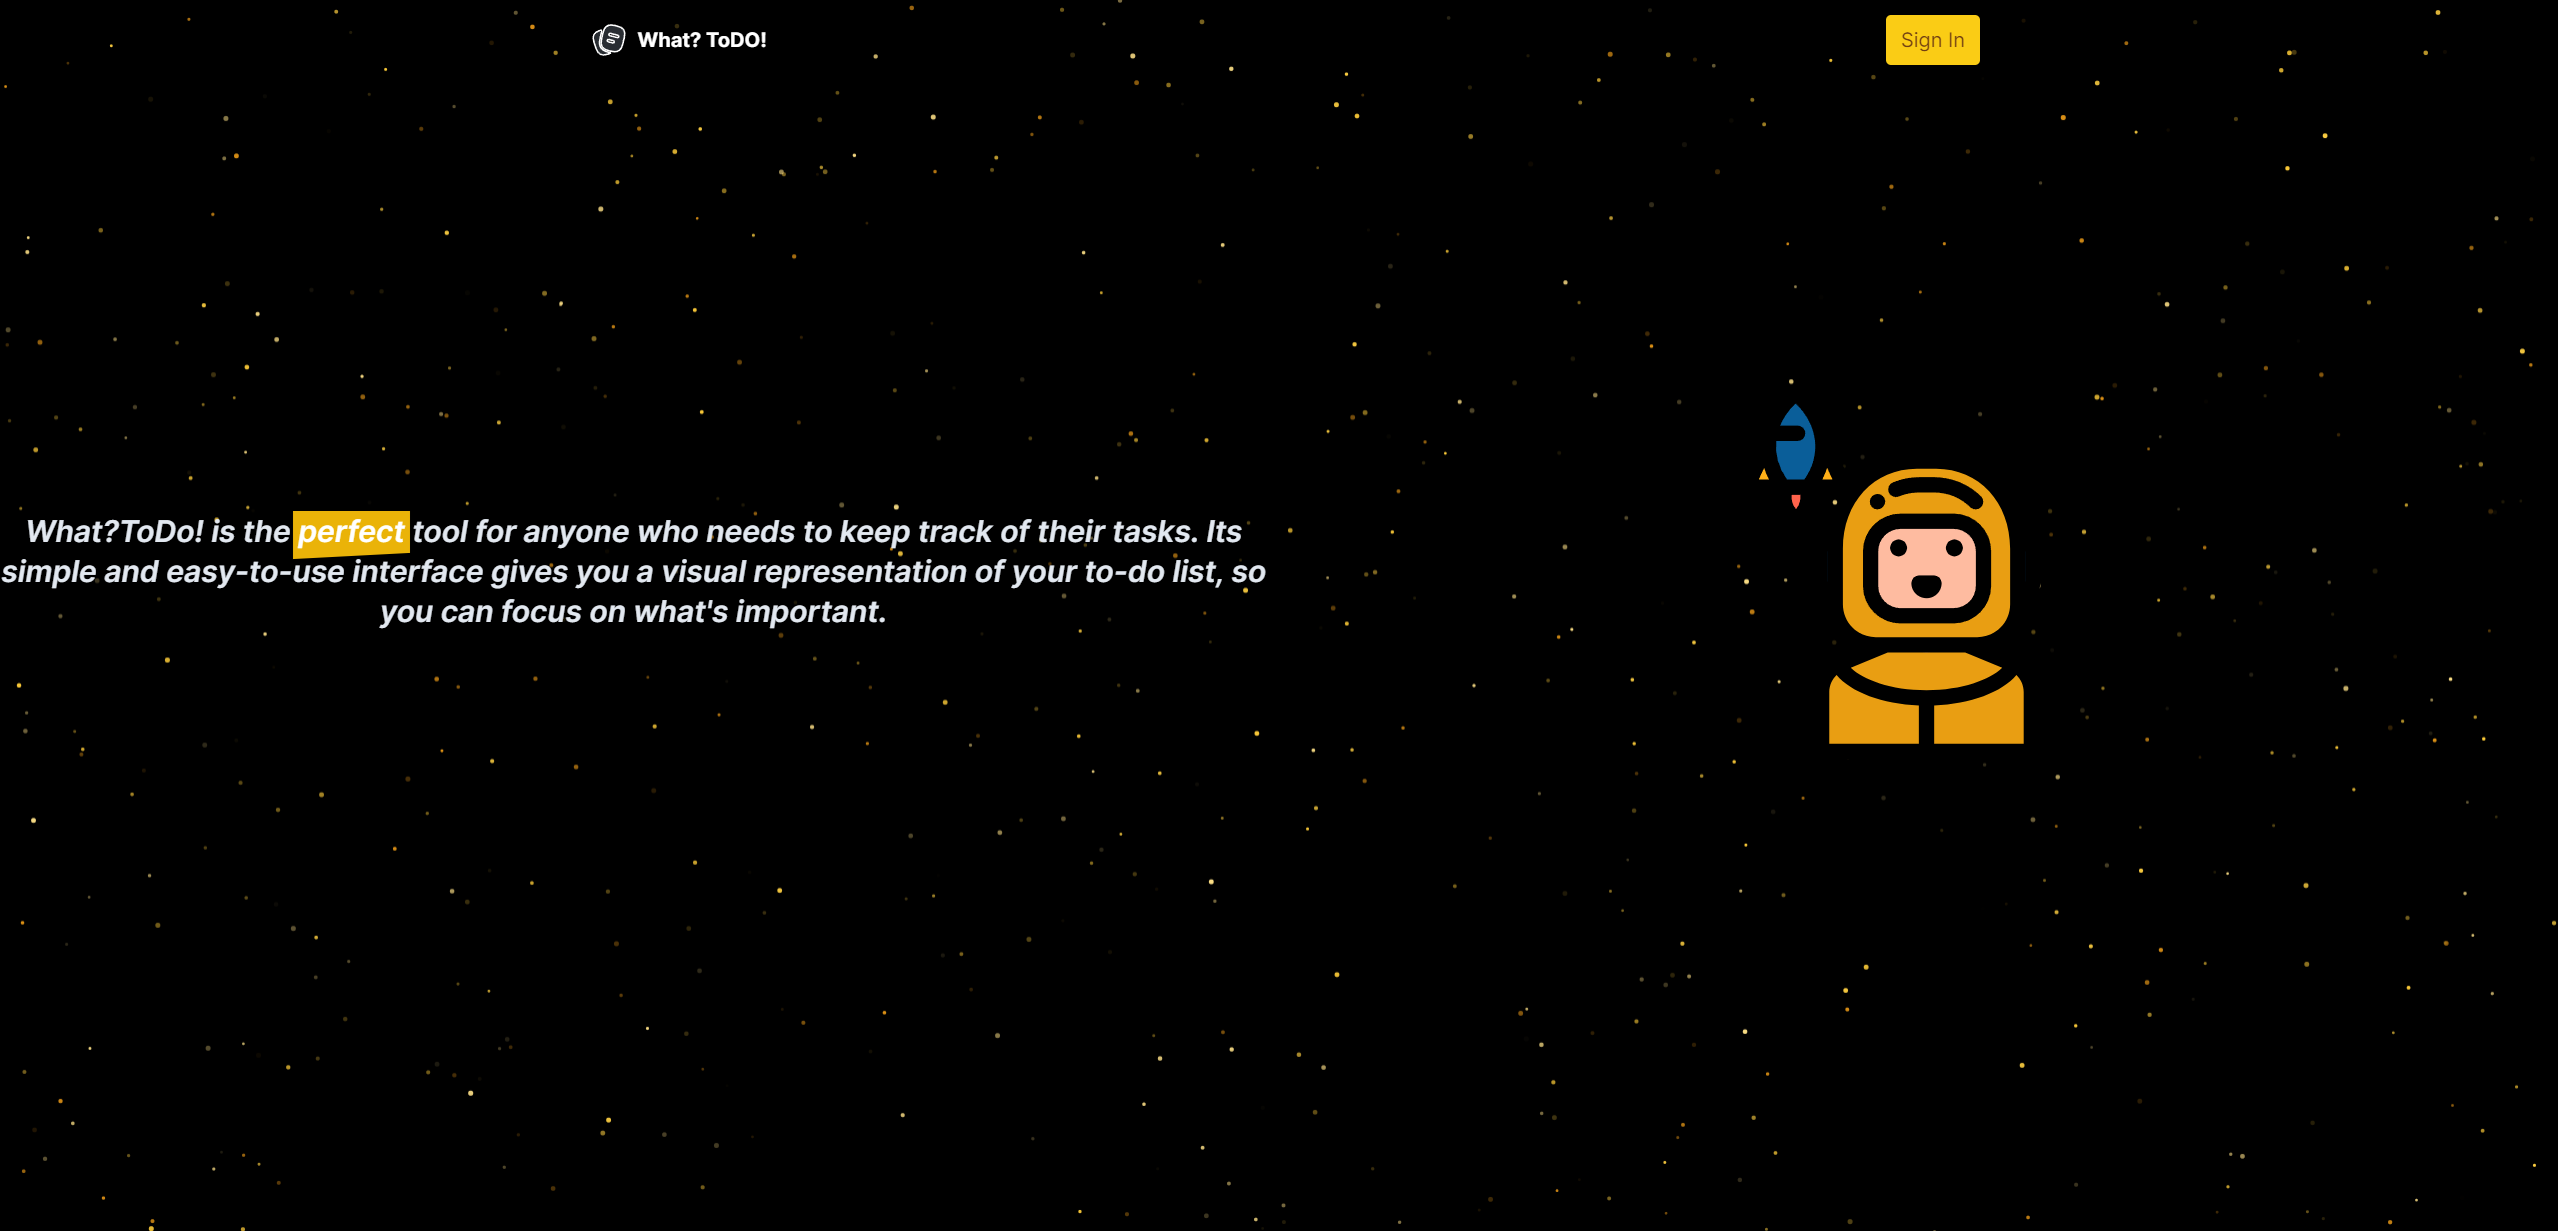 What? ToDO!
Sign In
What?ToDo! is the perfect tool for anyone who needs to keep track of their tasks. Its
simple and easy-to-use interface gives you a visual representation of your to-do list, so
you can focus on what's important.